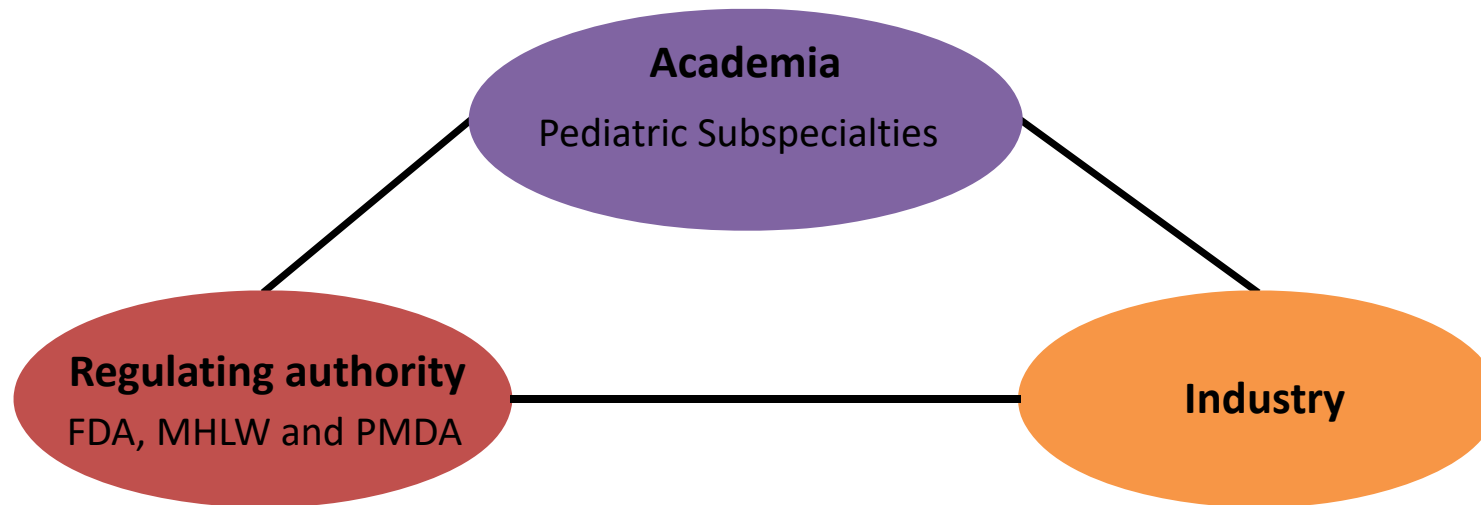 Academia
Pediatric Subspecialties
Regulating authority
FDA, MHLW and PMDA
Industry